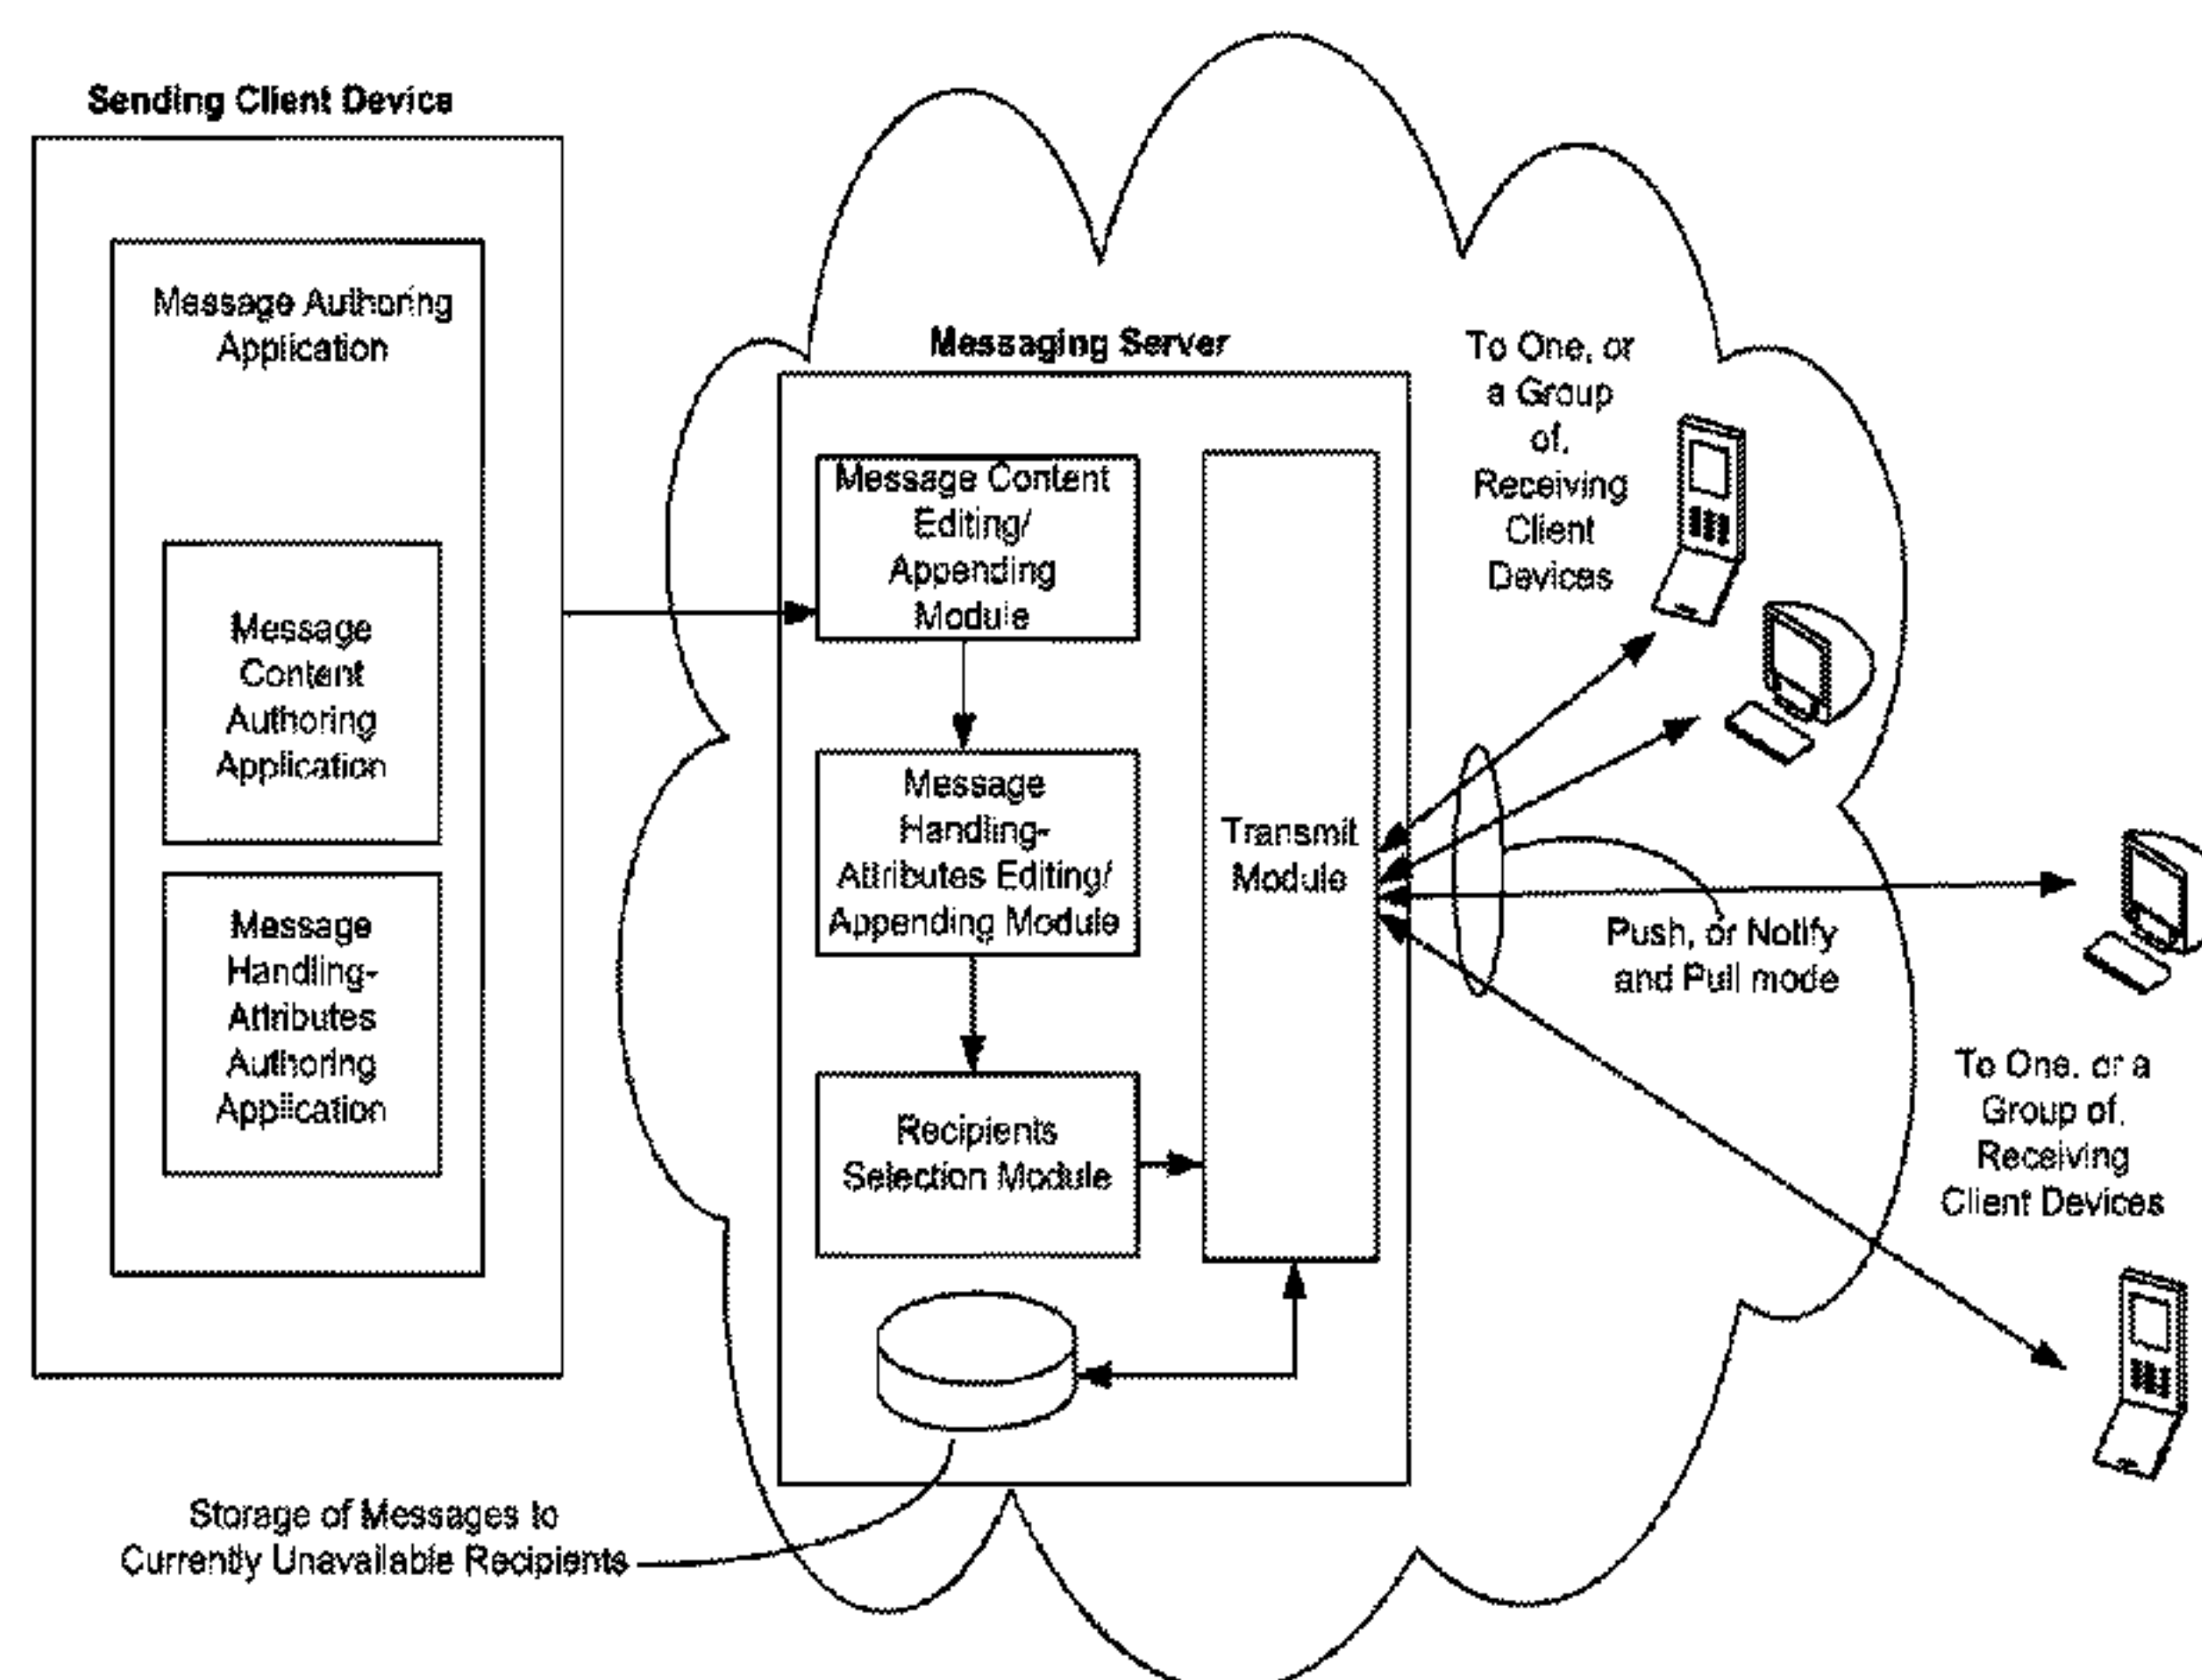 Sending Client Device
Message Authoring
Application
Message
Content
Authoring
Application
Message
Handling-
Attributes
Authoring
Application
Messaging Server
Message Content
Editing/
Appending
Module
Message
Handling-
Attributes Editing/
Appending Module
Recipients
Selection Module
Transmit
Module
To One, or
a Group
of,
Receiving
Client
Devices
Push, or Notify
and Pull mode
To One, or a
Group of,
Receiving
Client Devices
Storage of Messages to
Currently Unavailable Recipients